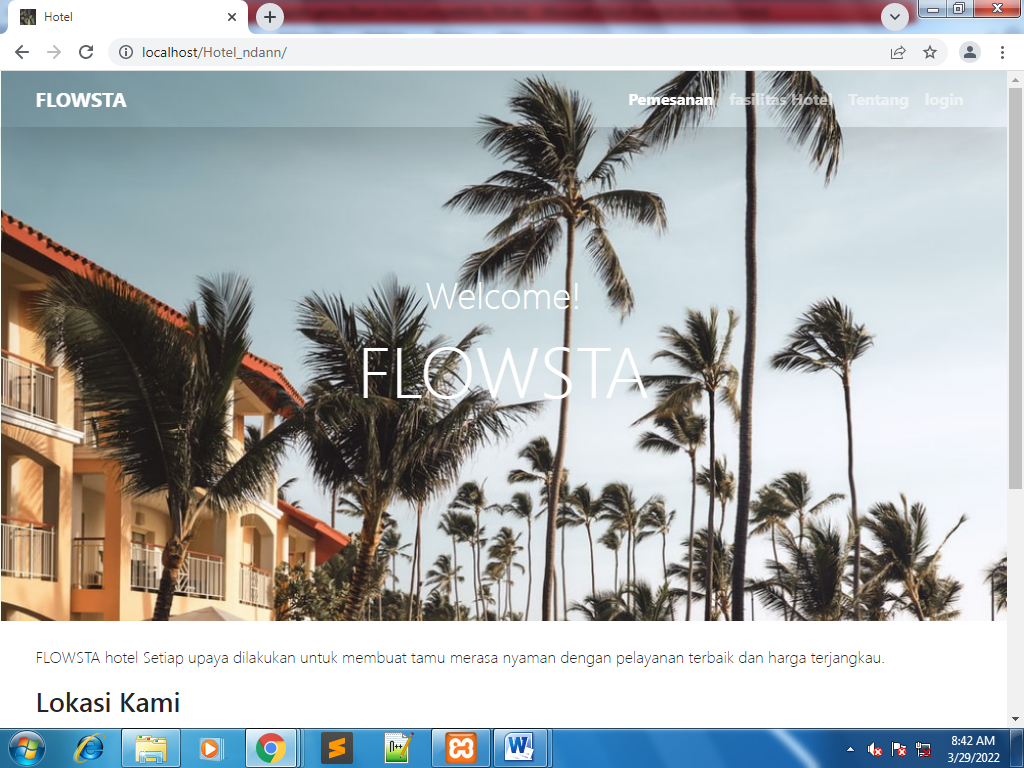 Hotel
localhost/Hotel_ndann/
FLOWSTA
Pemesanan fasilitas Hotel Tentang login
Welcome!
FLOWSTA
FLOWSTA hotel Setiap upaya dilakukan untuk membuat tamu merasa nyaman dengan pelayanan terbaik dan harga terjangkau.
Lokasi Kami
8:42 AM
3/29/2022